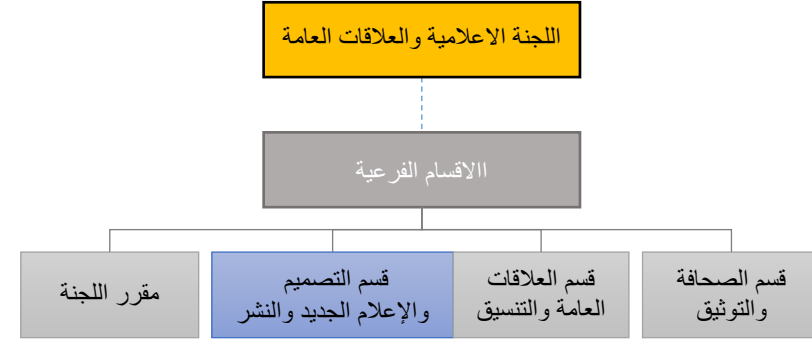 اللجنة الاعلامية والعلاقات العامة
االاقسام الفرعية
قسم الصحافة
والتوثيق
قسم العلاقات
العامة والتنسيق
قسم التصميم
والإعلام الجديد والنشر
مقرر اللجنة